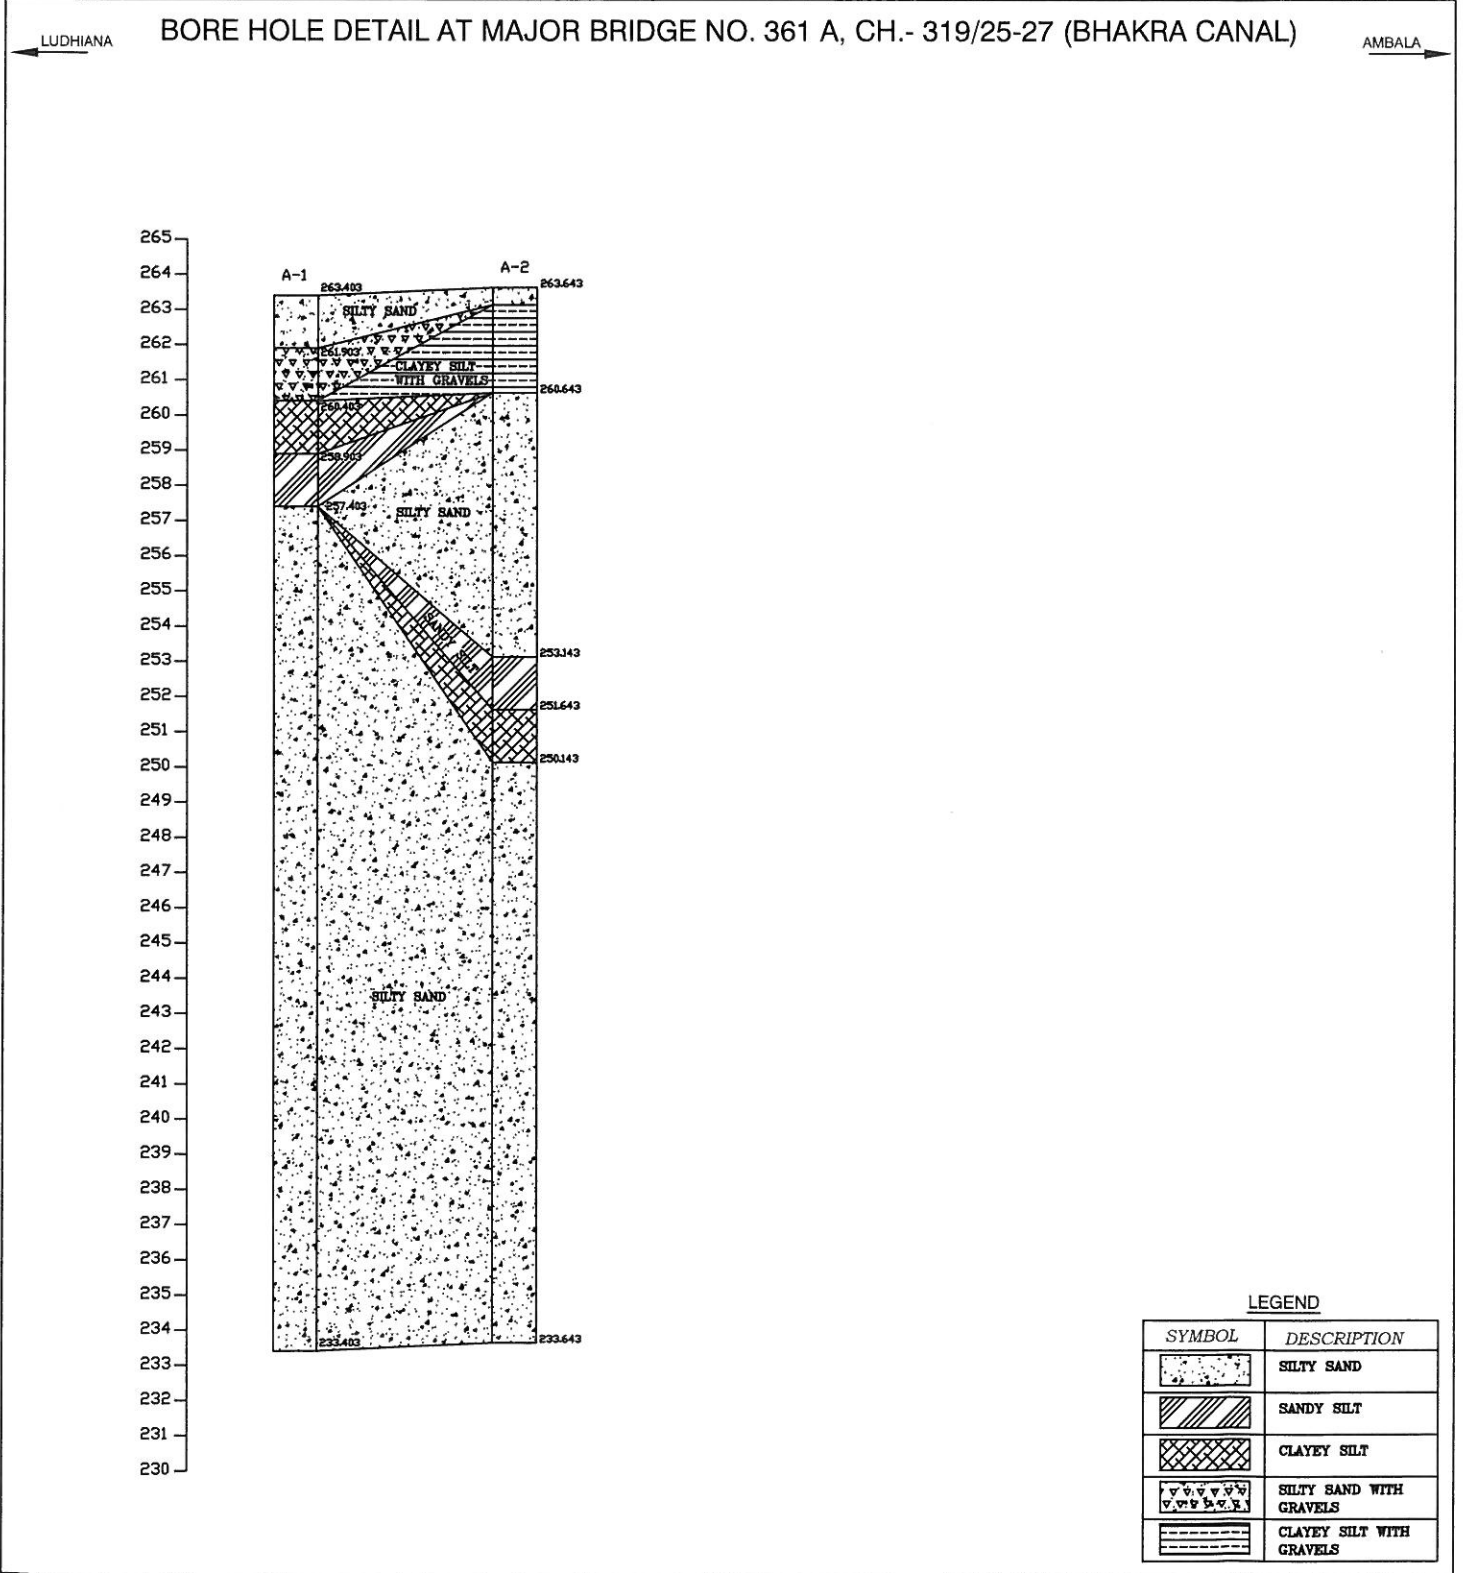 BORE HOLE DETAIL AT MAJOR BRIDGE NO. 361 A, CH.- 319/25-27 (BHAKRA CANAL)
LUDHIANA
AMBALA
265
264
263
262
261
260
259
258
257
256
255
254
253
252
251
250
249
248
247
246
245
244
243
242
241
240
239
238
237
236
235
234
233
232
231
230
A-1
A-2
263.403
263.643
SILTY SAND
261.903
CLAYEY SILT
WITH GRAVELS
260.643
260.403
258.903
257.403
SILTY SAND
SANDY SILT
253.143
251.643
250.143
SILTY SAND
233.403
233.643
LEGEND
SYMBOL DESCRIPTION
SILTY SAND
SANDY SILT
CLAYEY SILT
SILTY SAND WITH
GRAVELS
CLAYEY SILT WITH
GRAVELS